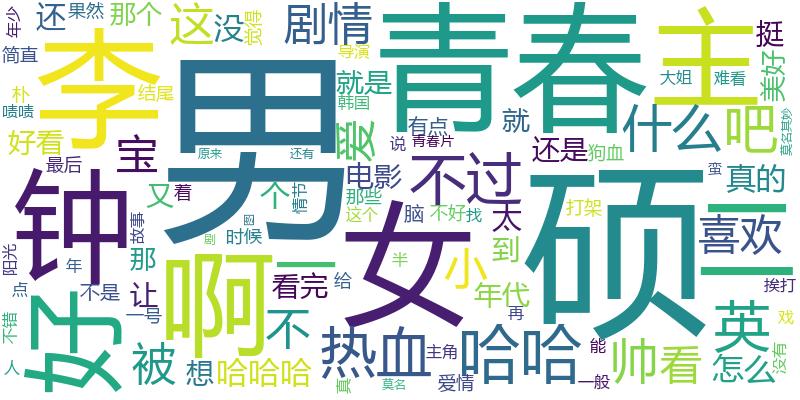 还 果然 那个 这 没 觉得 剧情 青春 主 挺
年少 简直 李 男 导演 就是 大姐 难看 美好
朴 啧啧 结尾 韩国 爱 有点 就 什么 吧 莫名其妙
好看 宝 原来 还有 说 青春片 还是 狗血
最后 钟 又 着 个 情节 电影 不过 硕 蛮 真的
故事 那些 这个 脑 不好 找 太 打架 一
阳光 那 啊 时候 图 剧 女 到 喜欢
年 一 看完 给 半 小 一
点 不是 让 年代 挨打
不错 好 一号 不 热血 再 哈哈 英 戏
人 被 想 哈哈哈 真 莫名 主角 爱情 能 一般 帅 看 怎么 没有